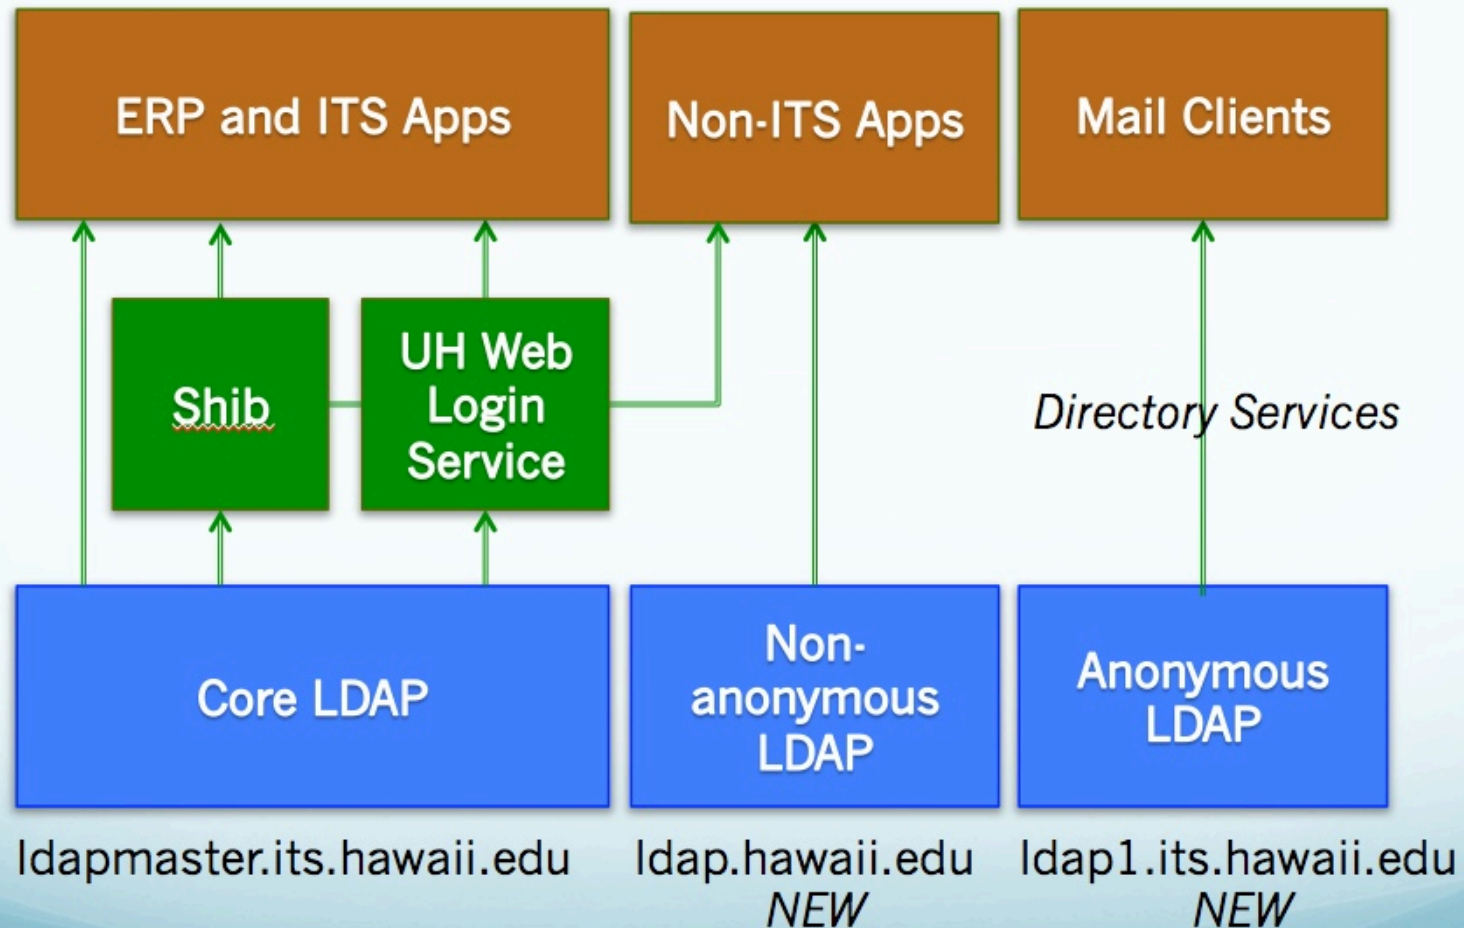 ERP and ITS Apps
Non-ITS Apps
Mail Clients
Shib
UH Web
Login
Service
Directory Services
Core LDAP
Non-
anonymous
LDAP
Anonymous
LDAP
ldapmaster.its.hawaii.edu
ldap.hawaii.edu
NEW
ldap1.its.hawaii.edu
NEW